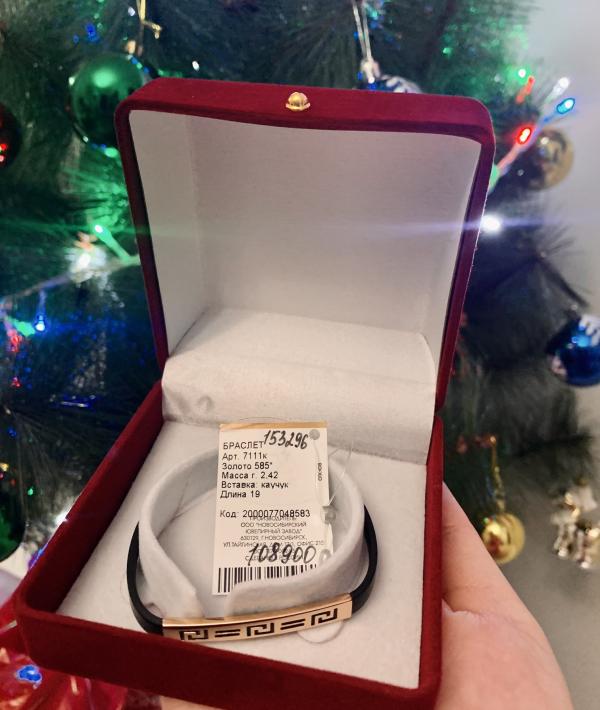 БРАСЛЕТ 153296
Арт. 7111к
Золото 585*
Масса г. 2.42
Вставка: каучук
Длина 19
Код: 2000077048583
ПРОИЗВОДИТЕЛЬ
ООО "НОВОСИБИРСКИЙ
ЮВЕЛИРНЫЙ ЗАВОД"
630129, Г.НОВОСИБИРСК,
108900